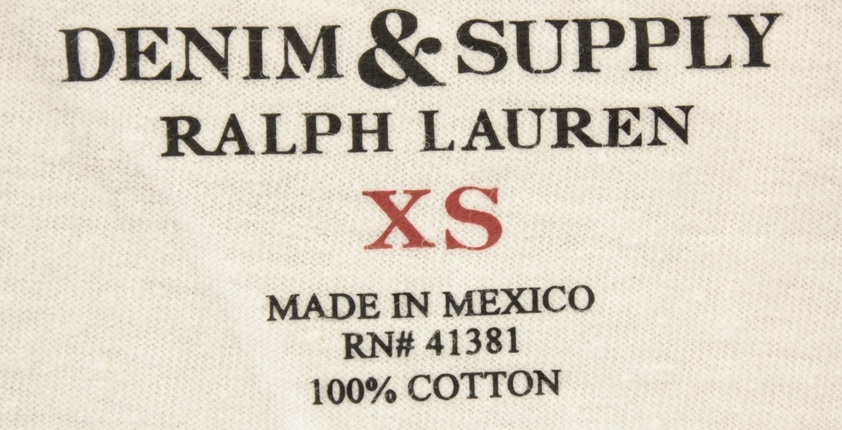 DENIM & SUPPLY
RALPH LAUREN
XS
MADE IN MEXICO
RN# 41381
100% COTTON